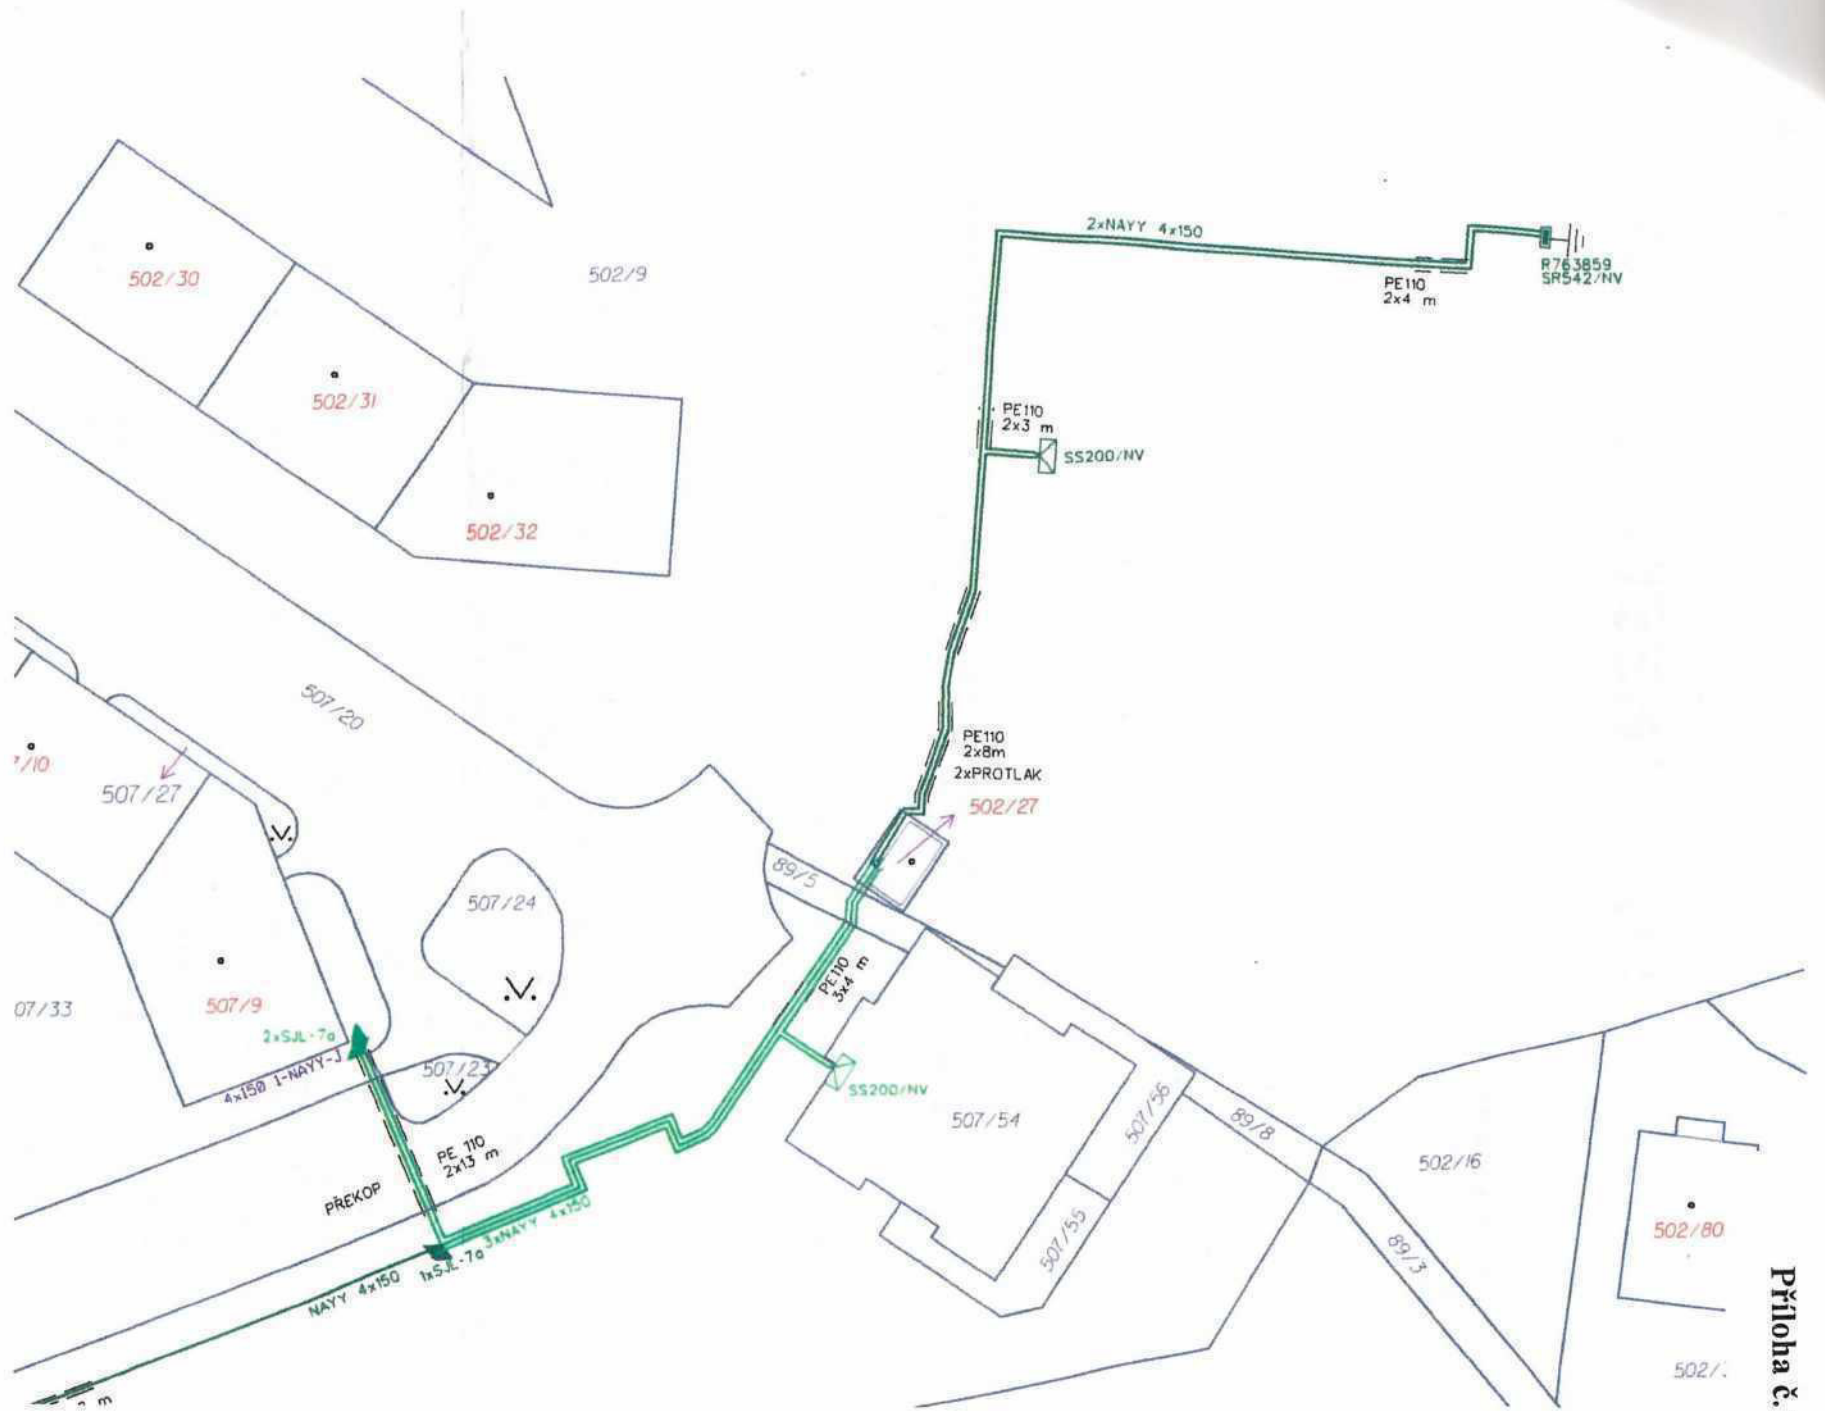 2xNAYY 4x150
R763859
SR542/NV
PE110
2x4 m
502/30
502/9
502/31
PE110
2x3 m
SS200/NV
502/32
507/20
PE110
2x8m
2xPROTLAK
502/27
7/10
507/27
.V.
89/5
507/24
.V.
PE110
3x4 m
07/33
507/9
2xSJL-7a
4x150 1-NAYY-J
507/23
.V.
SS200/NV
507/54
507/56
89/8
502/16
PE 110
2x13 m
PŘEKOP
3xNAYY 4x150
1xSJL-7a
NAYY 4x150
507/55
89/3
502/80
502/
m
Příloha č.